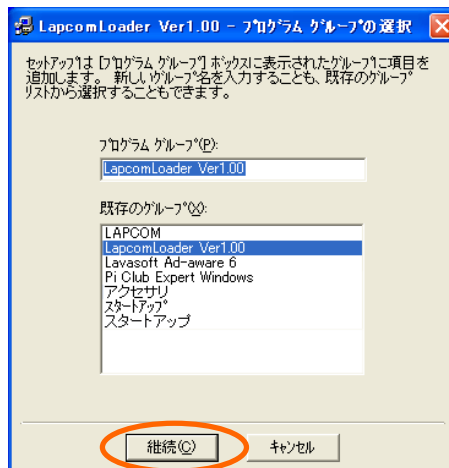 LapcomLoader Ver1.00 - ﾌﾟﾛｸﾞﾗﾑ ｸﾞﾙｰﾌﾟの選択
ｾｯﾄｱｯﾌﾟは [ﾌﾟﾛｸﾞﾗﾑ ｸﾞﾙｰﾌﾟ] ﾎﾞｯｸｽに表示されたｸﾞﾙｰﾌﾟに項目を
追加します。 新しいｸﾞﾙｰﾌﾟ名を入力することも、既存のｸﾞﾙｰﾌﾟ
ﾘｽﾄから選択することもできます。
ﾌﾟﾛｸﾞﾗﾑ ｸﾞﾙｰﾌﾟ(P):
LapcomLoader Ver1.00
既存のｸﾞﾙｰﾌﾟ(X):
LAPCOM
LapcomLoader Ver1.00
Lavasoft Ad-aware 6
Pi Club Expert Windows
アクセサリ
ｽﾀｰﾄｱｯﾌﾟ
スタートアップ
継続(C)
ｷｬﾝｾﾙ